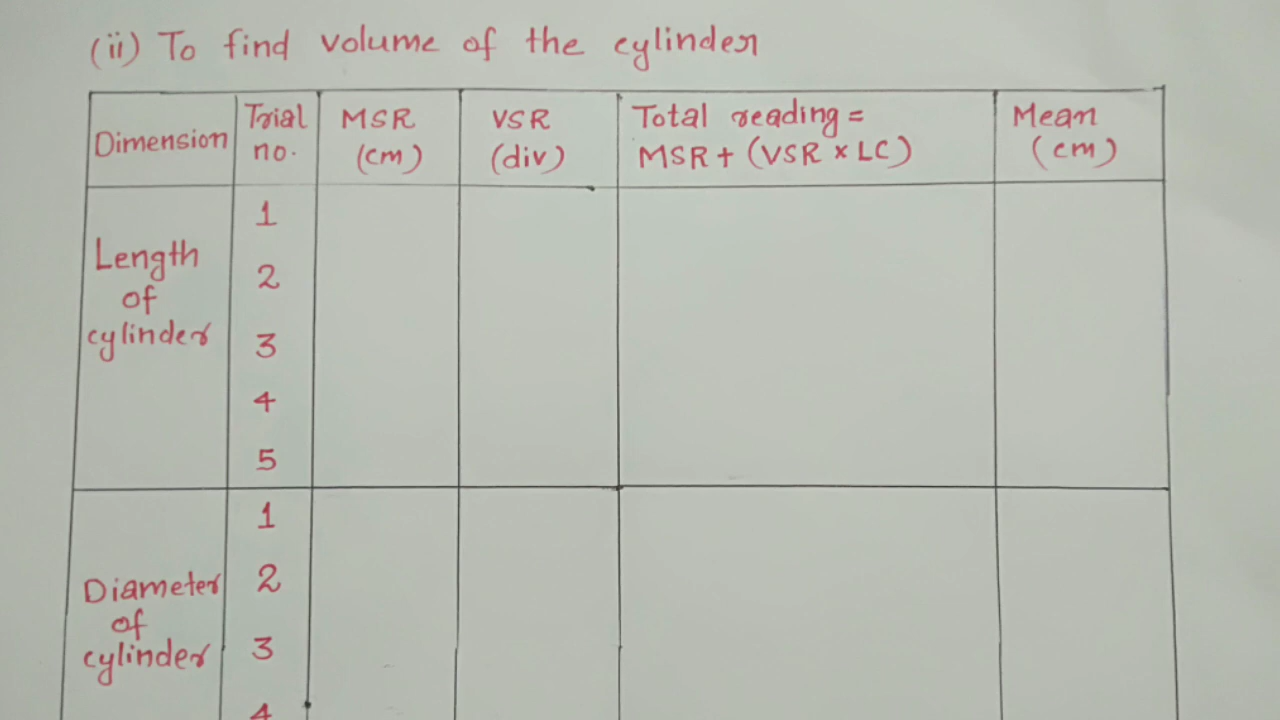 (ii) To find volume of the cylinder
Dimension
Trial
no.
MSR
(cm)
VSR
(div)
Total reading =
MSR + (VSR × LC)
Mean
(cm)
Length
of
cylinder
1
2
3
4
5
Diameter
of
cylinder
1
2
3
4